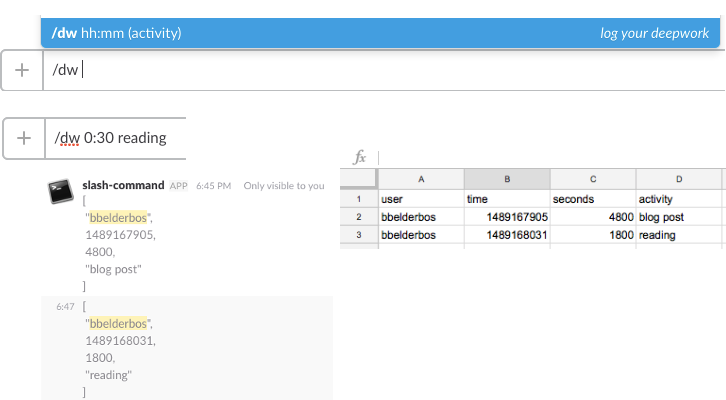 /dw hh:mm (activity) log your deepwork
+ /dw
+ /dw 0:30 reading
slash-command APP 6:45 PM Only visible to you
[
"bbelderbos",
1489167905,
4800,
"blog post"
]
6:47 [
"bbelderbos",
1489168031,
1800,
"reading"
]
fx
A B C D
1 user time seconds activity
2 bbelderbos 1489167905 4800 blog post
3 bbelderbos 1489168031 1800 reading